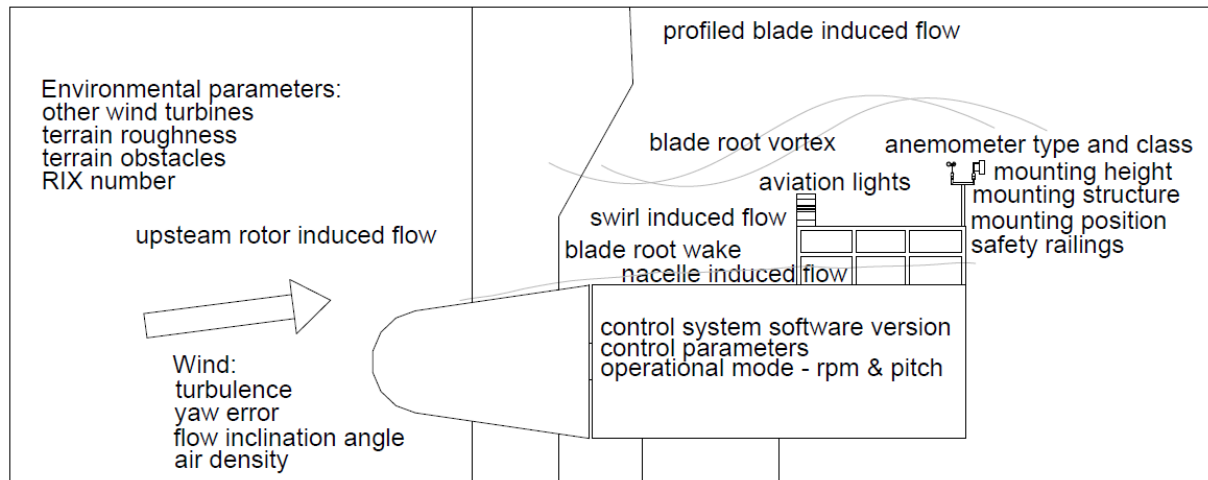 profiled blade induced flow
Environmental parameters:
other wind turbines
terrain roughness
terrain obstacles
RIX number
blade root vortex
anemometer type and class
mounting height
aviation lights
mounting structure
swirl induced flow
mounting position
upsteam rotor induced flow
safety railings
blade root wake
nacelle induced flow
control system software version
control parameters
operational mode - rpm & pitch
Wind:
turbulence
yaw error
flow inclination angle
air density